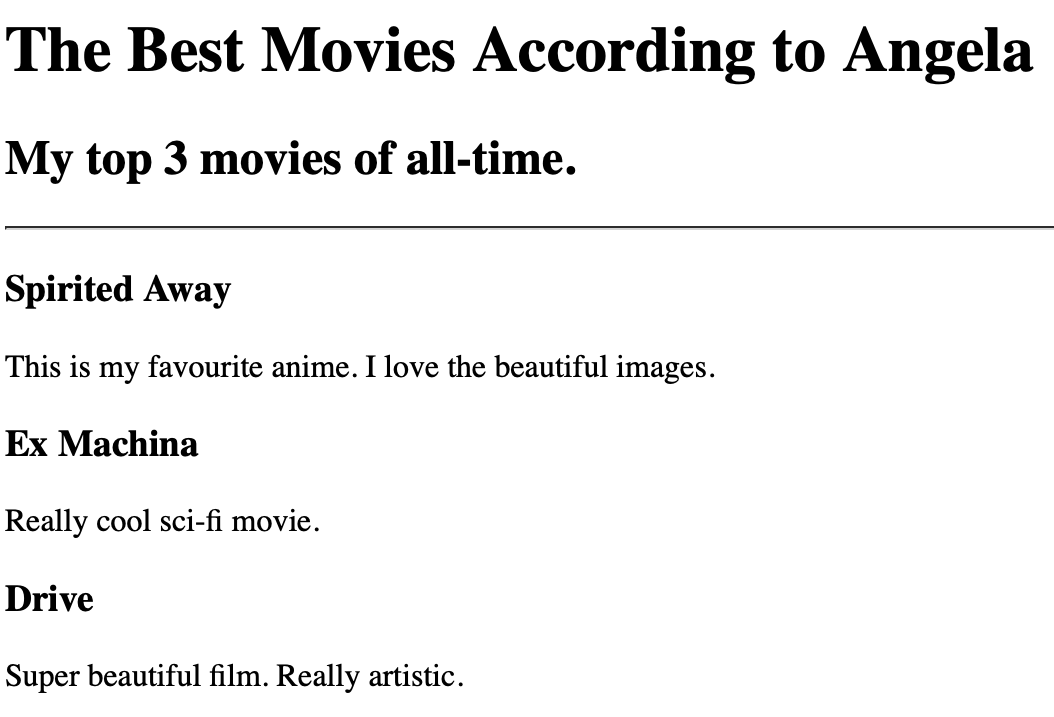 The Best Movies According to Angela
My top 3 movies of all-time.
Spirited Away
This is my favourite anime. I love the beautiful images.
Ex Machina
Really cool sci-fi movie.
Drive
Super beautiful film. Really artistic.